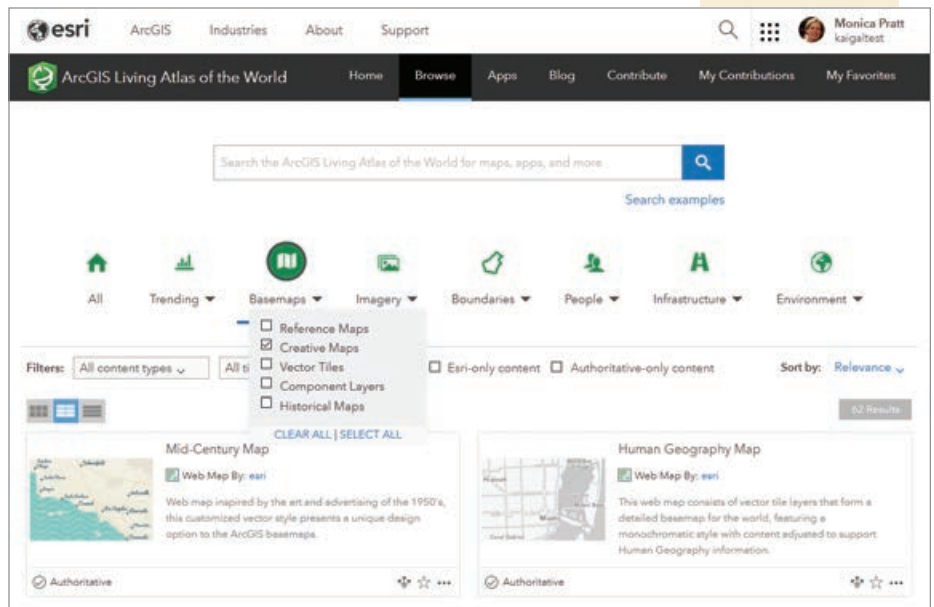 esri ArcGIS Industries About Support Monica Pratt
kaigaltest
ArcGIS Living Atlas of the World Home Browse Apps Blog Contribute My Contributions My Favorites
Search the ArcGIS Living Atlas of the World for maps, apps, and more
Search examples
All Trending Basemaps Imagery Boundaries People Infrastructure Environment
Reference Maps
Creative Maps
Vector Tiles
Component Layers
Historical Maps
CLEAR ALL | SELECT ALL
Filters: All content types All ti Esri-only content Authoritative-only content Sort by: Relevance
62 Results
Mid-Century Map
Web Map By: esri
Web map inspired by the art and advertising of the 1950's,
this customized vector style presents a unique design
option to the ArcGIS basemaps.
Authoritative
Human Geography Map
Web Map By: esri
This web map consists of vector tile layers that form a
detailed basemap for the world, featuring a
monochromatic style with content adjusted to support
Human Geography information.
Authoritative